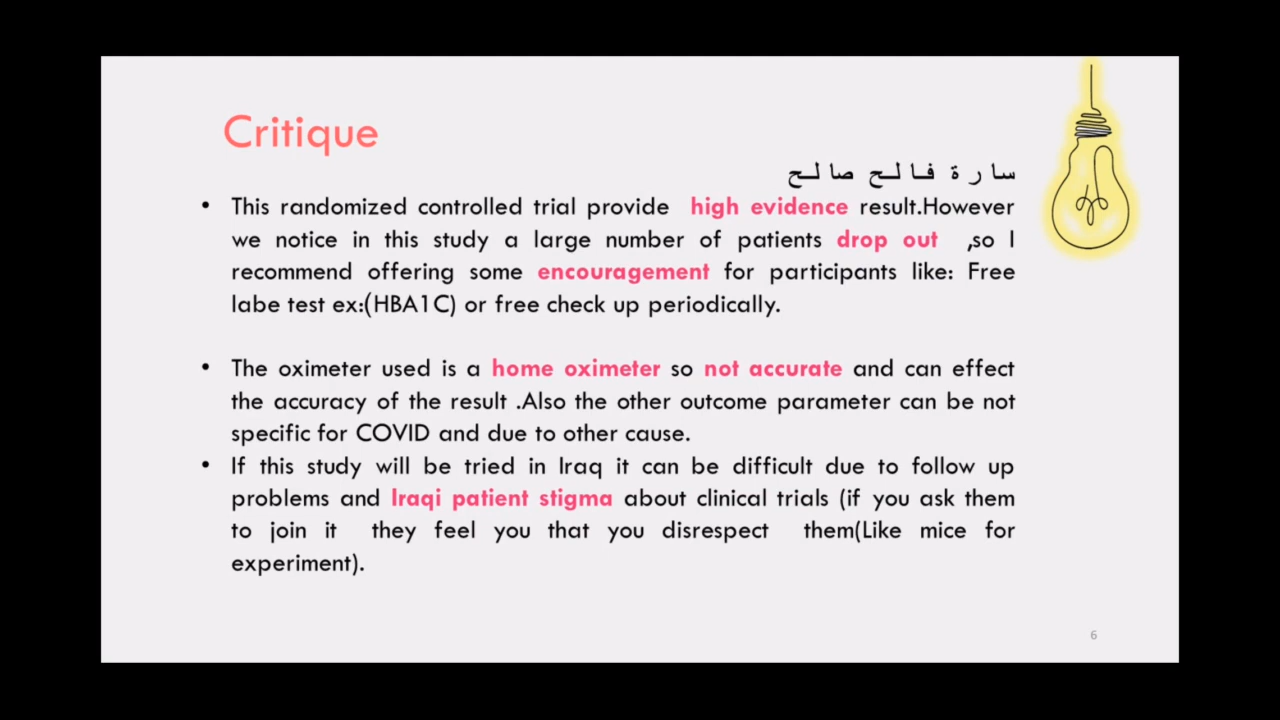 Critique
سارة فالح صالح
• This randomized controlled trial provide high evidence result.However
we notice in this study a large number of patients drop out ,so I
recommend offering some encouragement for participants like: Free
labe test ex:(HBA1C) or free check up periodically.
• The oximeter used is a home oximeter so not accurate and can effect
the accuracy of the result .Also the other outcome parameter can be not
specific for COVID and due to other cause.
• If this study will be tried in Iraq it can be difficult due to follow up
problems and Iraqi patient stigma about clinical trials (if you ask them
to join it they feel you that you disrespect them(Like mice for
experiment).
6